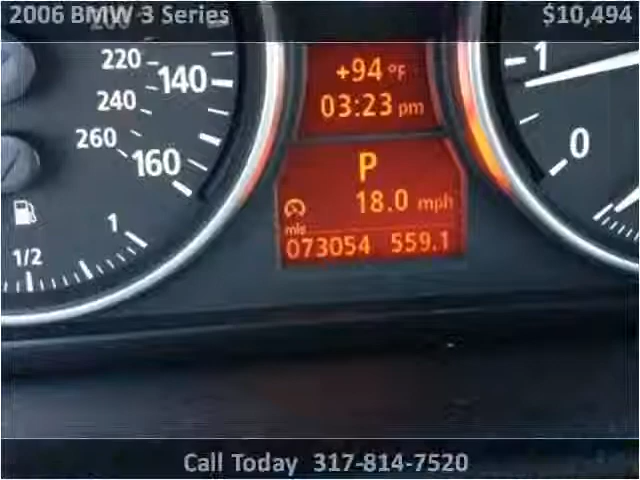 2006 BMW 3 Series $10,494
200
220
140
240
260
160
1
1/2
+94 °F
03:23 pm
P
18.0 mph
mls
073054 559.1
1
0
Call Today 317-814-7520